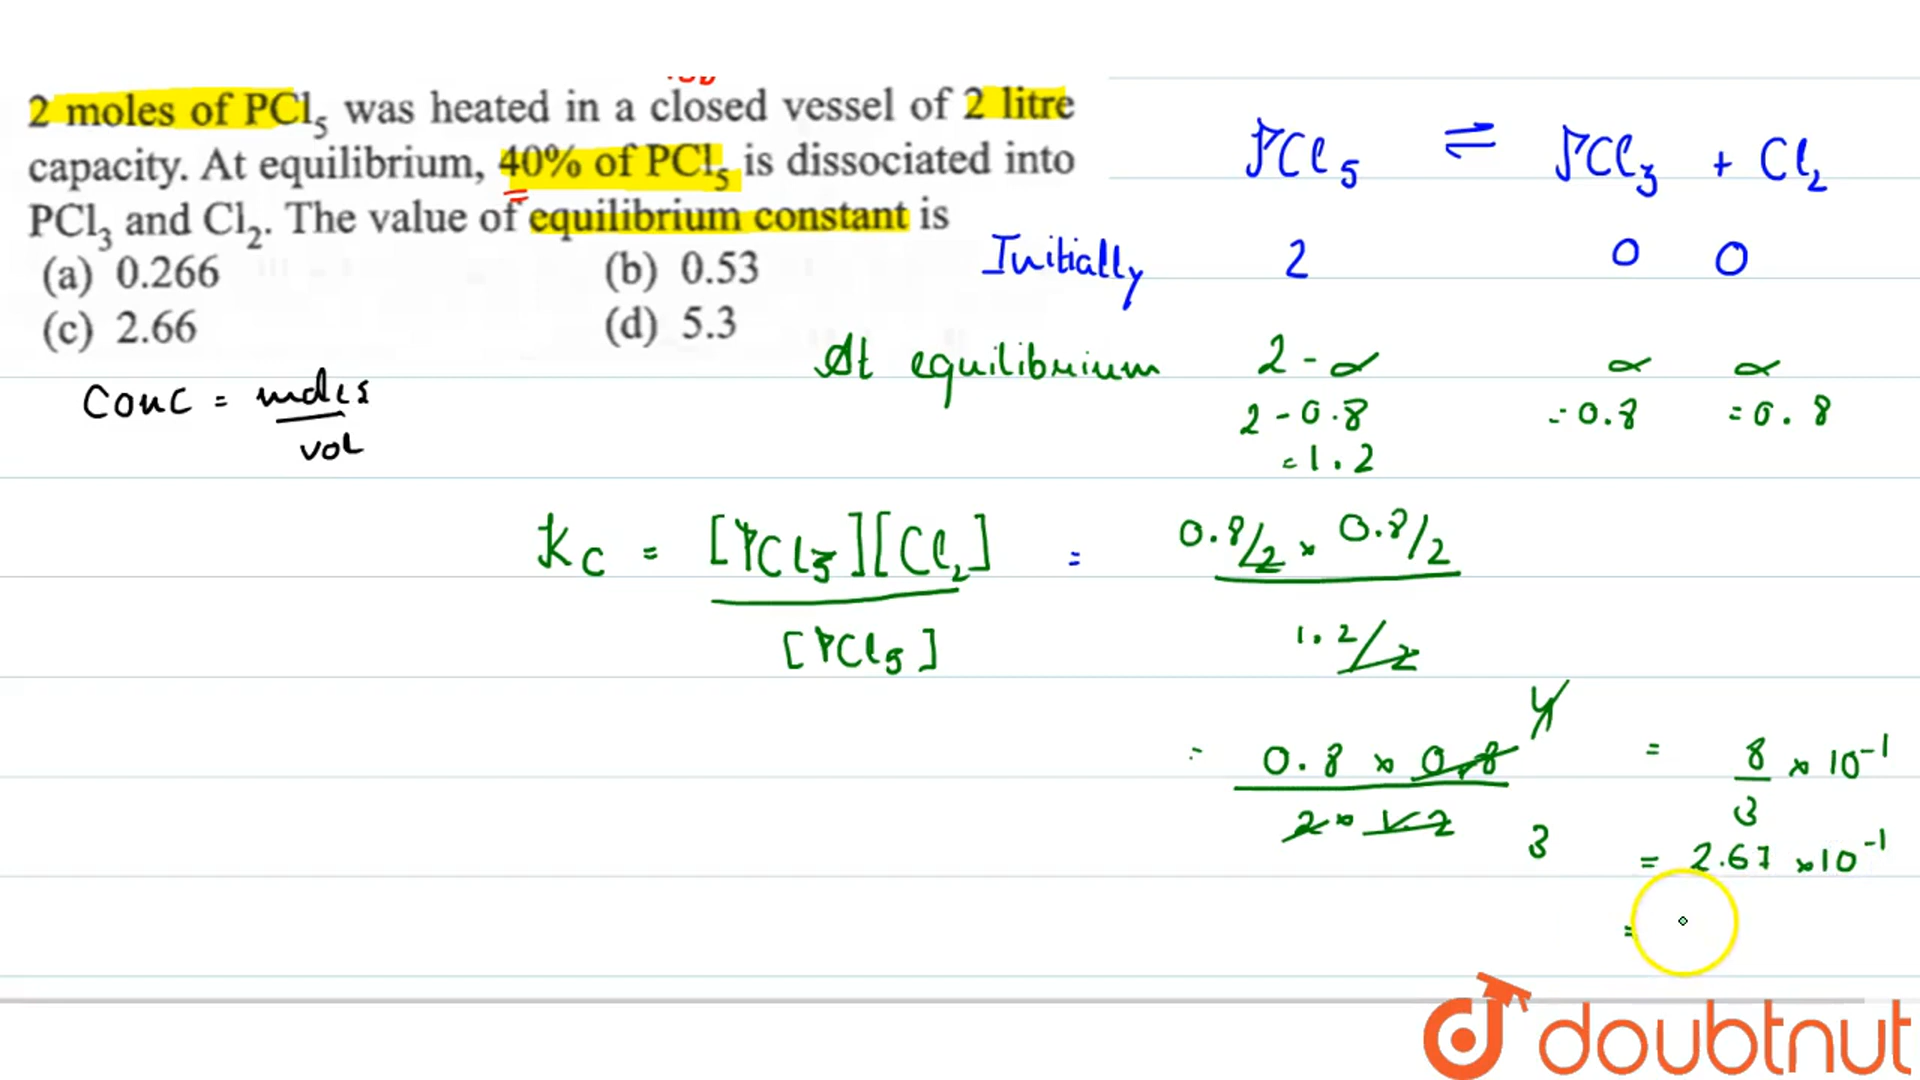 2 moles of PCl₅ was heated in a closed vessel of 2 litre
capacity. At equilibrium, 40% of PCl₅ is dissociated into
PCl₃ and Cl₂. The value of equilibrium constant is
(a) 0.266 (b) 0.53
(c) 2.66 (d) 5.3
PCl₅ ⇌ PCl₃ + Cl₂
Initially 2 0 0
At equilibrium 2 - α α α
2 - 0.8 = 0.8 = 0.8
= 1.2
Conc = moles
vol
Kc = [PCl₃][Cl₂] = 0.8/2 × 0.8/2
[PCl₅] 1.2/2
= 0.8 × 0.8 4 = 8 × 10⁻¹
2 × 1.2 3 3
= 2.67 × 10⁻¹
=
doubtnut